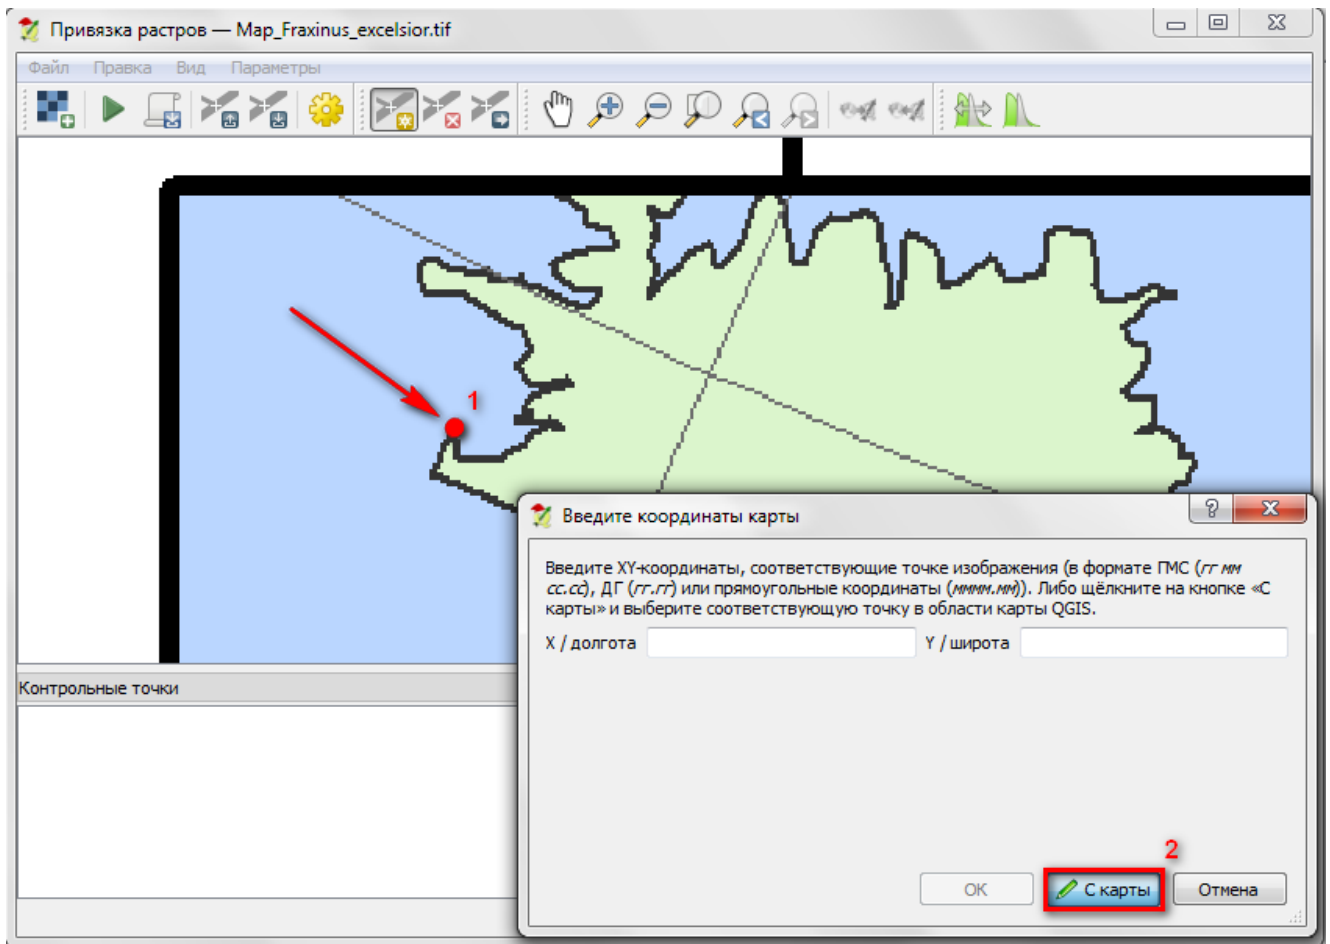 Привязка растров — Map_Fraxinus_excelsior.tif
Файл Правка Вид Параметры
1
Введите координаты карты
Введите XY-координаты, соответствующие точке изображения (в формате ГМС (гг мм
сс.сс), ДГ (гг.гг) или прямоугольные координаты (мммм.мм)). Либо щёлкните на кнопке «С
карты» и выберите соответствующую точку в области карты QGIS.
X / долгота Y / широта
Контрольные точки
2
OK С карты Отмена